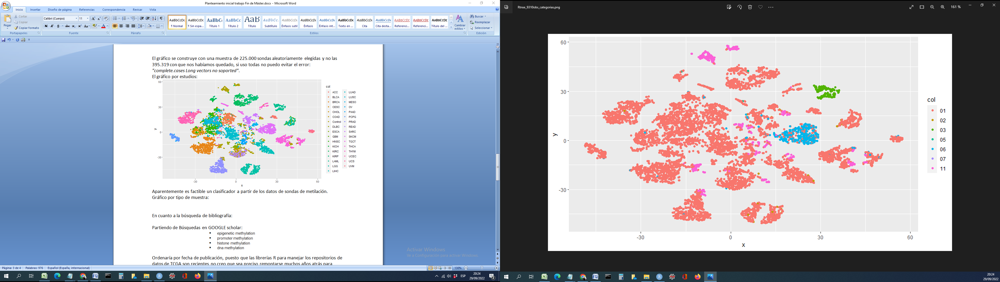 Planteamiento inicial trabajo Fin de Máster.docx - Microsoft Word
Inicio Insertar Diseño de página Referencias Correspondencia Revisar Vista
Pegar
Cortar
Copiar
Copiar formato
Portapapeles
Calibri (Cuerpo) 11
Fuente
Párrafo
AaBbCcDc AaBbCcDc AaBbC AaBbCc AaB AaBbCc. AaBbCcDc AaBbCcDc AaBbCcDc AaBbCcDc AaBbCcDc AaBbCcDc AABBCCDD AABBCCDD AABBCCDD
¶ Normal ¶ Sin espa... Título 1 Título 2 Título Subtítulo Énfasis sutil Énfasis Énfasis int... Texto en ... Cita Cita desta... Referenci... Referenci... Título del ...
Cambiar estilos
Estilos
Buscar
Reemplazar
Seleccionar
Edición
El gráfico se construye con una muestra de 225.000 sondas aleatoriamente elegidas y no las
395.319 con que nos habíamos quedado, si uso todas no puedo evitar el error:
"complete.cases Long vectors no soported".
El gráfico por estudios:
60
30
0
-30
y
-30 0 30 60
x
col
ACC LUAD
BLCA LUSC
BRCA MESO
CESC OV
CHOL PAAD
COAD PCPG
Control PRAD
DLBC READ
ESCA SARC
GBM SKCM
HNSC TGCT
KICH THCA
KIRC THYM
KIRP UCEC
LAML UCS
LGG UVM
LIHC
Aparentemente es factible un clasificador a partir de los datos de sondas de metilación.
Gráfico por tipo de muestra:
En cuanto a la búsqueda de bibliografía:
Partiendo de Búsquedas en GOOGLE scholar:
▪ epigenetic methylation
▪ promoter methylation
▪ histone methylation
▪ dna methylation
Ordenaría por fecha de publicación, puesto que las librerías R para manejar los repositorios de
datos de TCGA son recientes no creo que sea preciso remontarse muchos años atrás para
Activar Windows
Ve a Configuración para activar Windows.
Página: 3 de 4 Palabras: 976 Español (España, internacional) 130%
ESP
20:24
29/09/2022
2
Rtnse_9310obs_categorias.png
161 %
60
30
0
-30
y
-30 0 30 60
x
col
01
02
03
05
06
07
11
20:24
29/09/2022